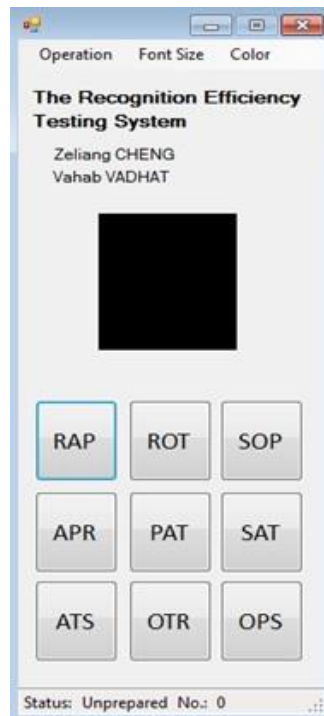 Operation Font Size Color
The Recognition Efficiency
Testing System
Zeliang CHENG
Vahab VADHAT
RAP ROT SOP
APR PAT SAT
ATS OTR OPS
Status: Unprepared No.: 0